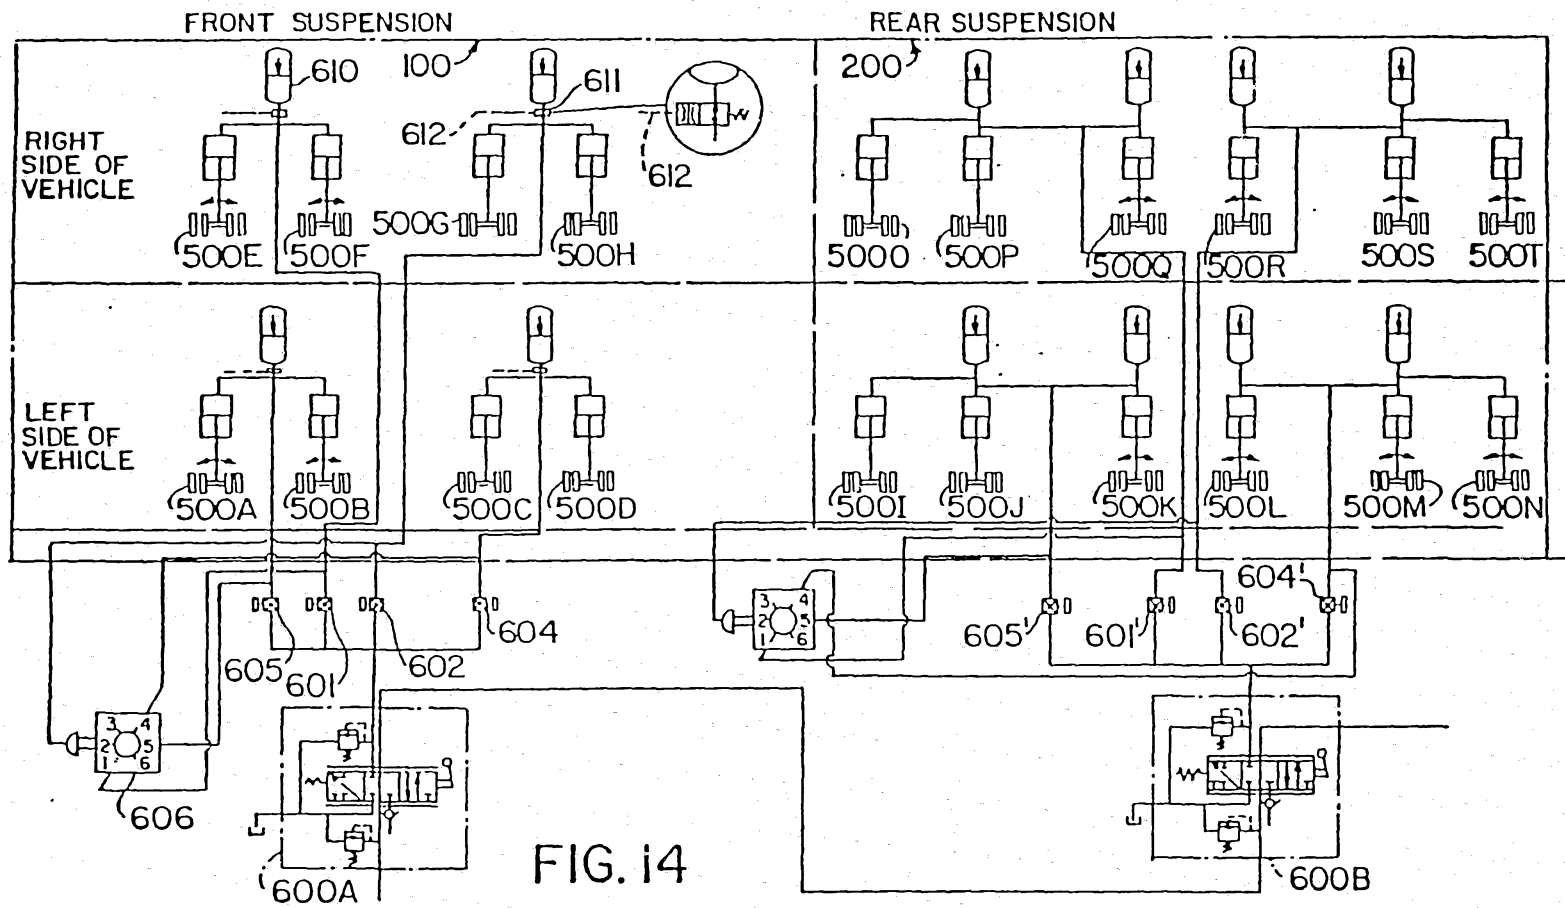 FRONT SUSPENSION
REAR SUSPENSION
610
100
611
200
612
612
RIGHT
SIDE OF
VEHICLE
500E
500F
500G
500H
500O
500P
500Q
500R
500S
500T
LEFT
SIDE OF
VEHICLE
500A
500B
500C
500D
500I
500J
500K
500L
500M
500N
604'
3 4
2 5
1 6
605
601
602
604
605'
601'
602'
3 4
2 5
1 6
606
600A
FIG. 14
600B